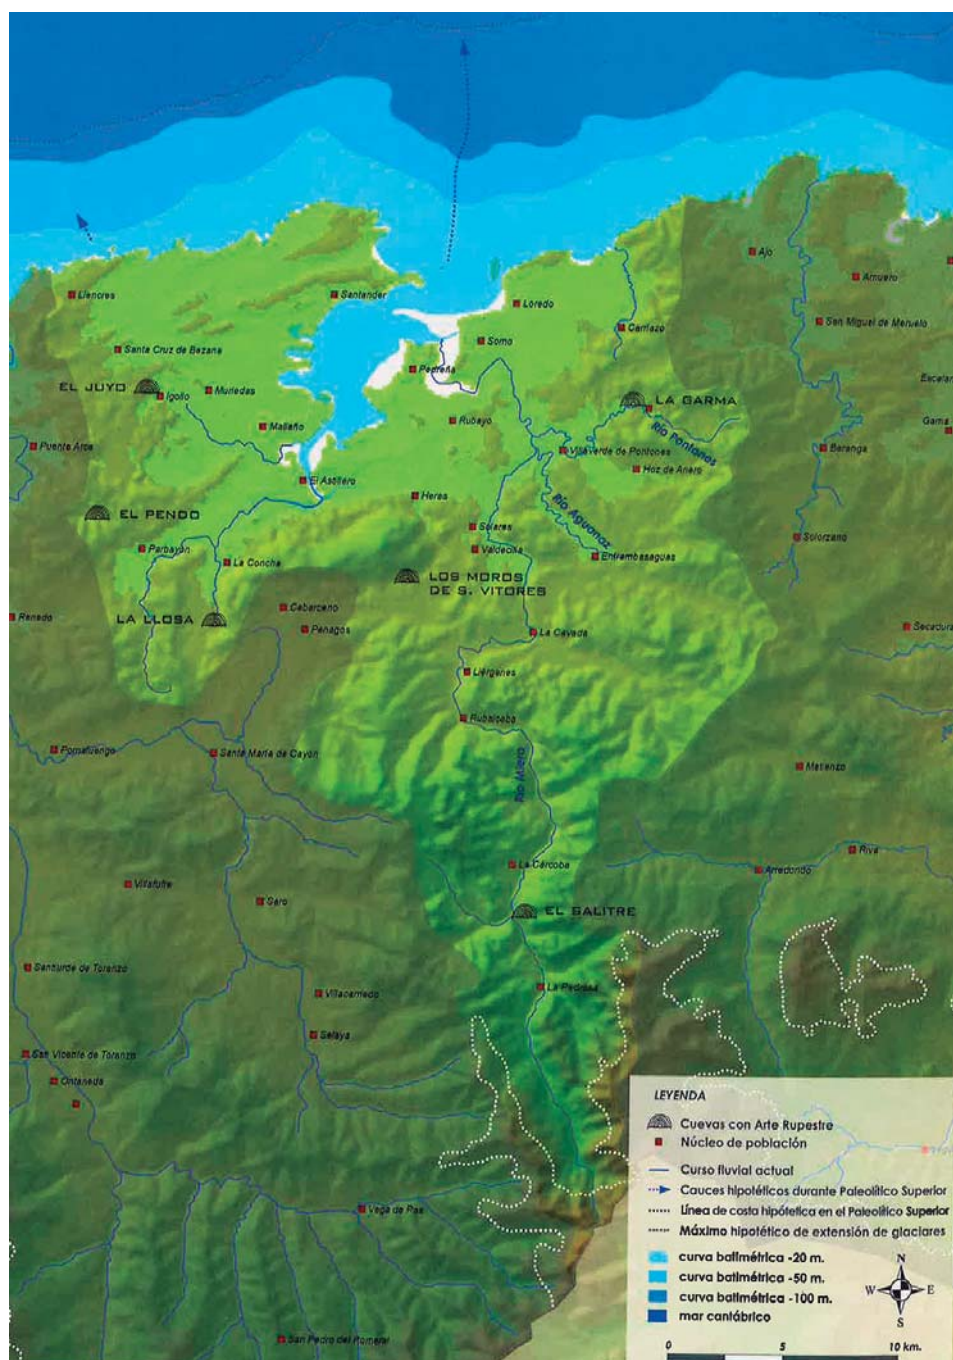 Ajo
Arnuero
Liencres
Santander
Loredo
San Miguel de Meruelo
Carriazo
Somo
Santa Cruz de Bezana
Pedreña
EL JUYO
Igollo
Muriedas
LA GARMA
Escalan
Rubayo
Río Pontones
Gama
Maliaño
Puente Arce
Villaverde de Pontones
Beranga
Hoz de Anero
El Astillero
Heras
Río Aguanaz
EL PENDO
Solares
Solorzano
Parbayón
Valdecilla
La Concha
Entrambasaguas
LOS MOROS
DE S. VITORES
Cabarceno
LA LLOSA
Renedo
Penagos
La Cavada
Secadura
Liérganes
Rubalcaba
Pomaluengo
Santa María de Cayón
Río Miera
Matienzo
Riva
La Cárcoba
Arredondo
Villafufre
Saro
EL SALITRE
Santiurde de Toranzo
Villacarriedo
La Pedrosa
Selaya
San Vicente de Toranzo
Ontaneda
Vega de Pas
San Pedro del Romeral
LEYENDA
Cuevas con Arte Rupestre
Núcleo de población
Curso fluvial actual
Cauces hipotéticos durante Paleolítico Superior
Línea de costa hipótetica en el Paleolítico Superior
Máximo hipotético de extensión de glaciares
curva batimétrica -20 m.
curva batimétrica -50 m.
curva batimétrica -100 m.
mar cantábrico
N
W
E
S
0
5
10 km.